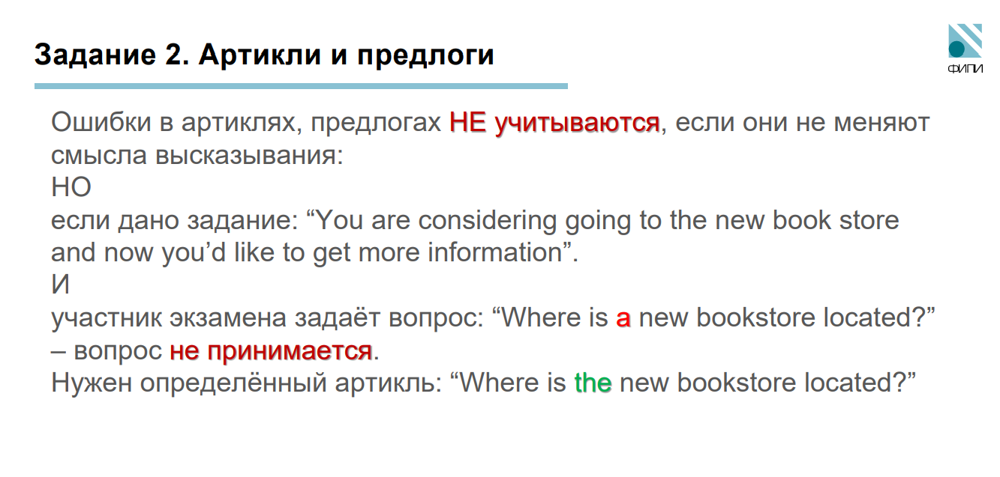 Задание 2. Артикли и предлоги
ФИПИ
Ошибки в артиклях, предлогах НЕ учитываются, если они не меняют
смысла высказывания:
НО
если дано задание: “You are considering going to the new book store
and now you’d like to get more information”.
И
участник экзамена задаёт вопрос: “Where is a new bookstore located?”
– вопрос не принимается.
Нужен определённый артикль: “Where is the new bookstore located?”